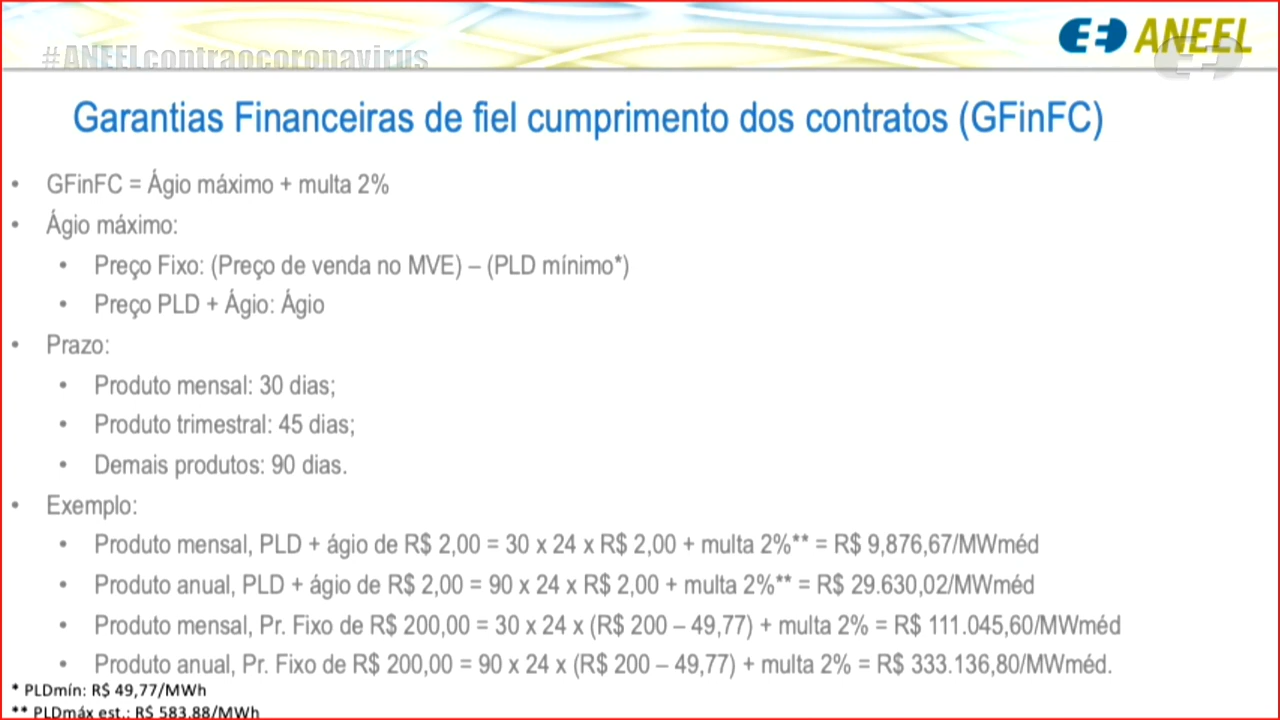 #ANEELcontraocoronavirus
ANEEL
Garantias Financeiras de fiel cumprimento dos contratos (GFinFC)
• GFinFC = Ágio máximo + multa 2%
• Ágio máximo:
• Preço Fixo: (Preço de venda no MVE) – (PLD mínimo*)
• Preço PLD + Ágio: Ágio
• Prazo:
• Produto mensal: 30 dias;
• Produto trimestral: 45 dias;
• Demais produtos: 90 dias.
• Exemplo:
• Produto mensal, PLD + ágio de R$ 2,00 = 30 x 24 x R$ 2,00 + multa 2%** = R$ 9,876,67/MWméd
• Produto anual, PLD + ágio de R$ 2,00 = 90 x 24 x R$ 2,00 + multa 2%** = R$ 29.630,02/MWméd
• Produto mensal, Pr. Fixo de R$ 200,00 = 30 x 24 x (R$ 200 – 49,77) + multa 2% = R$ 111.045,60/MWméd
• Produto anual, Pr. Fixo de R$ 200,00 = 90 x 24 x (R$ 200 – 49,77) + multa 2% = R$ 333.136,80/MWméd.
* PLDmín: R$ 49,77/MWh
** PLDmáx est.: R$ 583,88/MWh